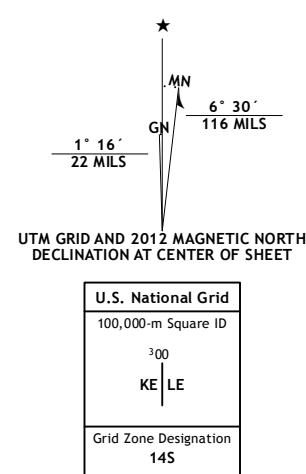 ★
MN
GN
6° 30´
116 MILS
1° 16´
22 MILS
UTM GRID AND 2012 MAGNETIC NORTH
DECLINATION AT CENTER OF SHEET
U.S. National Grid
100,000-m Square ID
³00
KE LE
Grid Zone Designation
14S